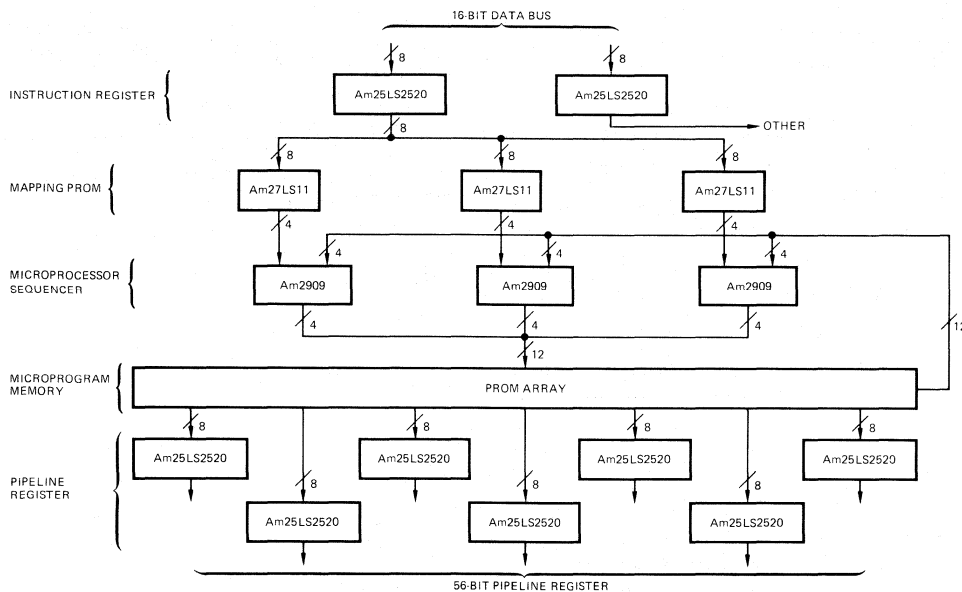 16-BIT DATA BUS
8
8
INSTRUCTION REGISTER
Am25LS2520
Am25LS2520
8
OTHER
8
8
8
MAPPING PROM
Am27LS11
Am27LS11
Am27LS11
4
4
4
4
4
4
MICROPROCESSOR
SEQUENCER
Am2909
Am2909
Am2909
4
4
4
12
12
MICROPROGRAM
MEMORY
PROM ARRAY
8
8
8
8
Am25LS2520
Am25LS2520
Am25LS2520
Am25LS2520
PIPELINE
REGISTER
8
8
8
Am25LS2520
Am25LS2520
Am25LS2520
56-BIT PIPELINE REGISTER